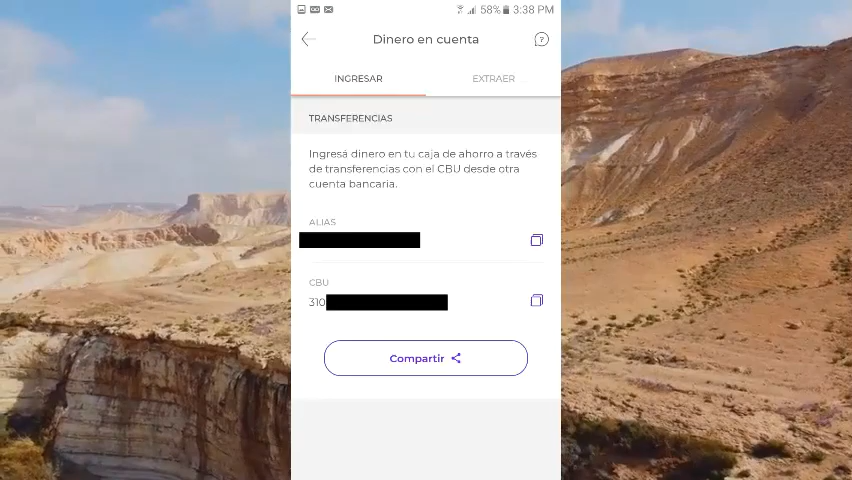 58% 3:38 PM
Dinero en cuenta
INGRESAR EXTRAER
TRANSFERENCIAS
Ingresá dinero en tu caja de ahorro a través
de transferencias con el CBU desde otra
cuenta bancaria.
ALIAS
CBU
310
Compartir